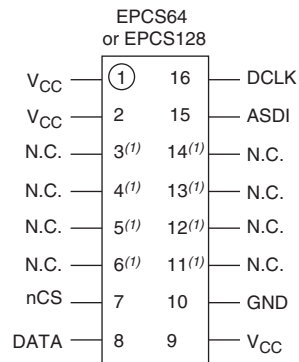 EPCS64
or EPCS128
VCC 1 16 DCLK
VCC 2 15 ASDI
N.C. 3(1) 14(1) N.C.
N.C. 4(1) 13(1) N.C.
N.C. 5(1) 12(1) N.C.
N.C. 6(1) 11(1) N.C.
nCS 7 10 GND
DATA 8 9 VCC